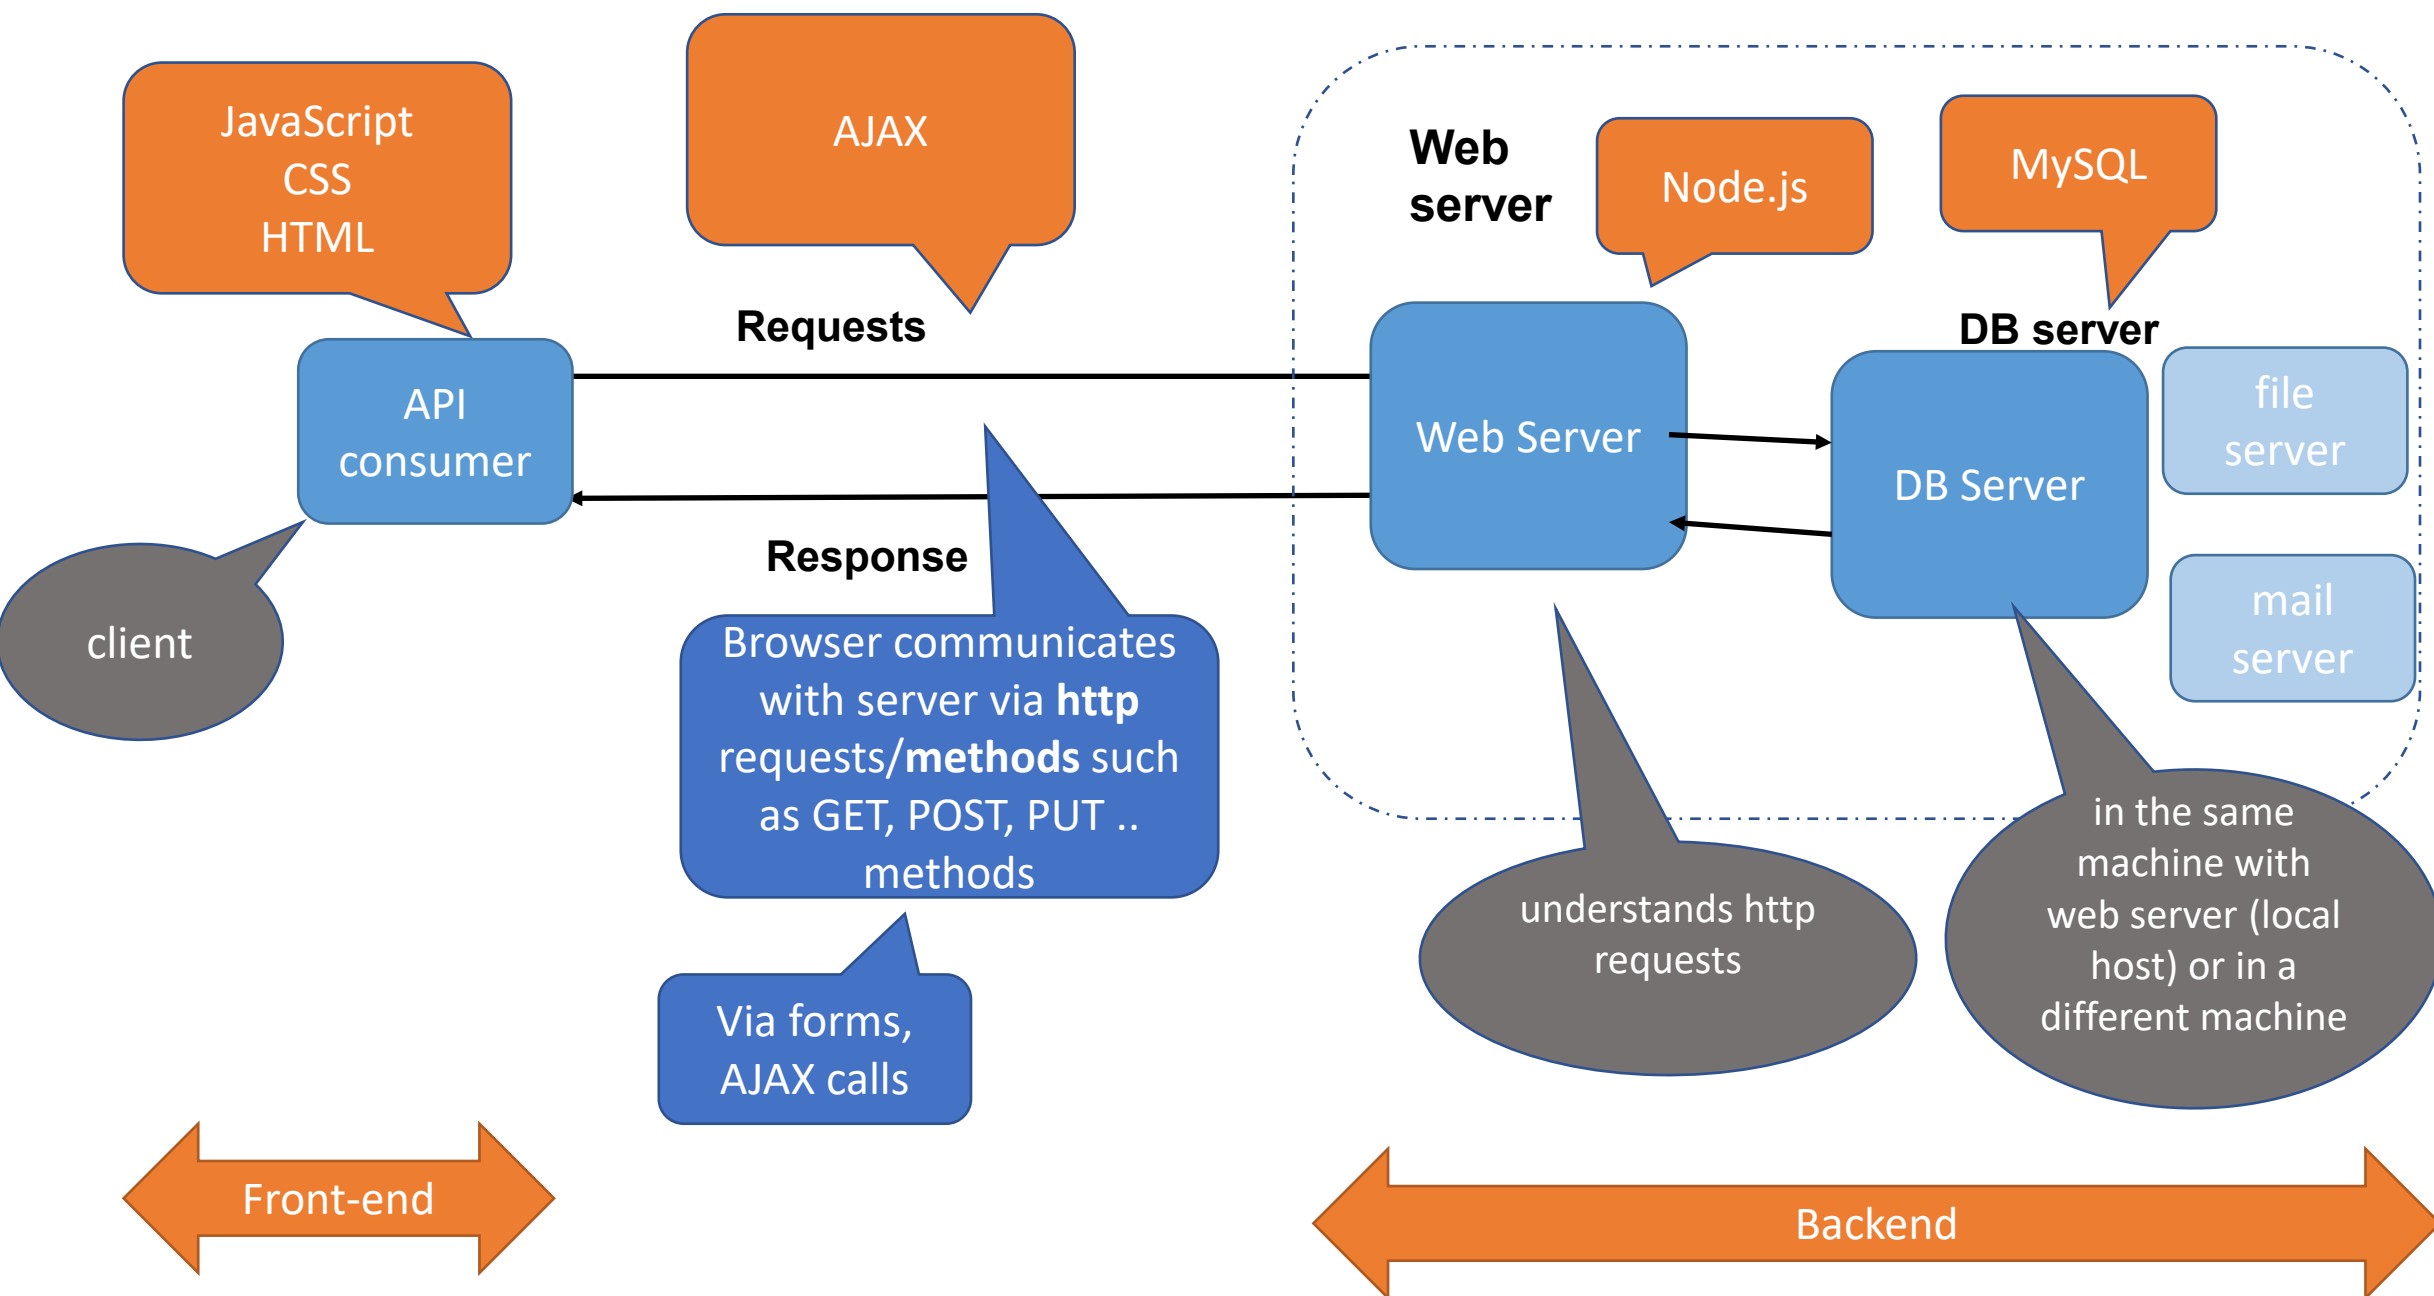 JavaScript
CSS
HTML
AJAX
Web
server
Node.js
MySQL
Requests
DB server
API
consumer
Web Server
DB Server
file
server
Response
client
mail
server
Browser communicates
with server via http
requests/methods such
as GET, POST, PUT ..
methods
understands http
requests
in the same
machine with
web server (local
host) or in a
different machine
Via forms,
AJAX calls
Front-end
Backend